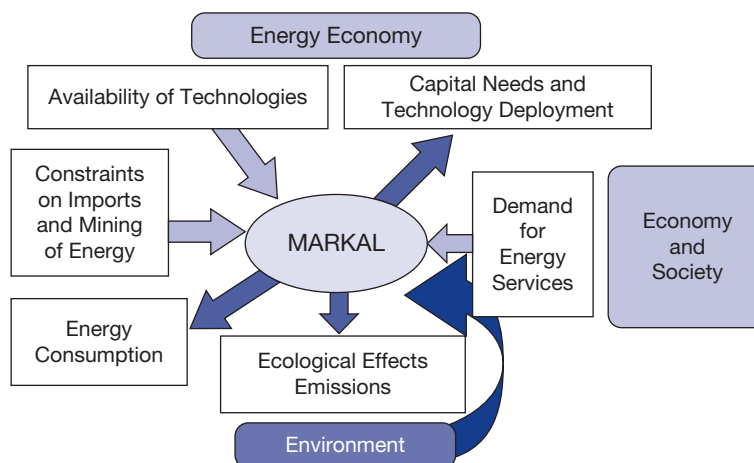 Energy Economy
Availability of Technologies
Capital Needs and
Technology Deployment
Constraints
on Imports
and Mining
of Energy
MARKAL
Demand
for
Energy
Services
Economy
and
Society
Energy
Consumption
Ecological Effects
Emissions
Environment